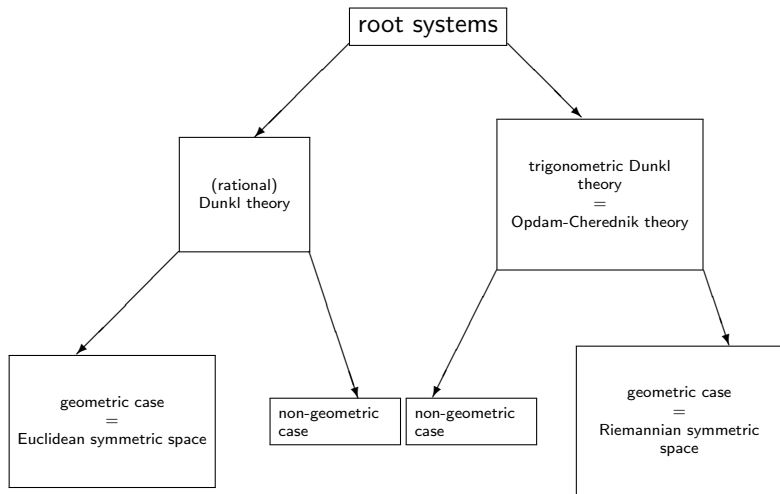 root systems
(rational)
Dunkl theory
trigonometric Dunkl
theory
=
Opdam-Cherednik theory
geometric case
=
Euclidean symmetric space
non-geometric
case
non-geometric
case
geometric case
=
Riemannian symmetric
space